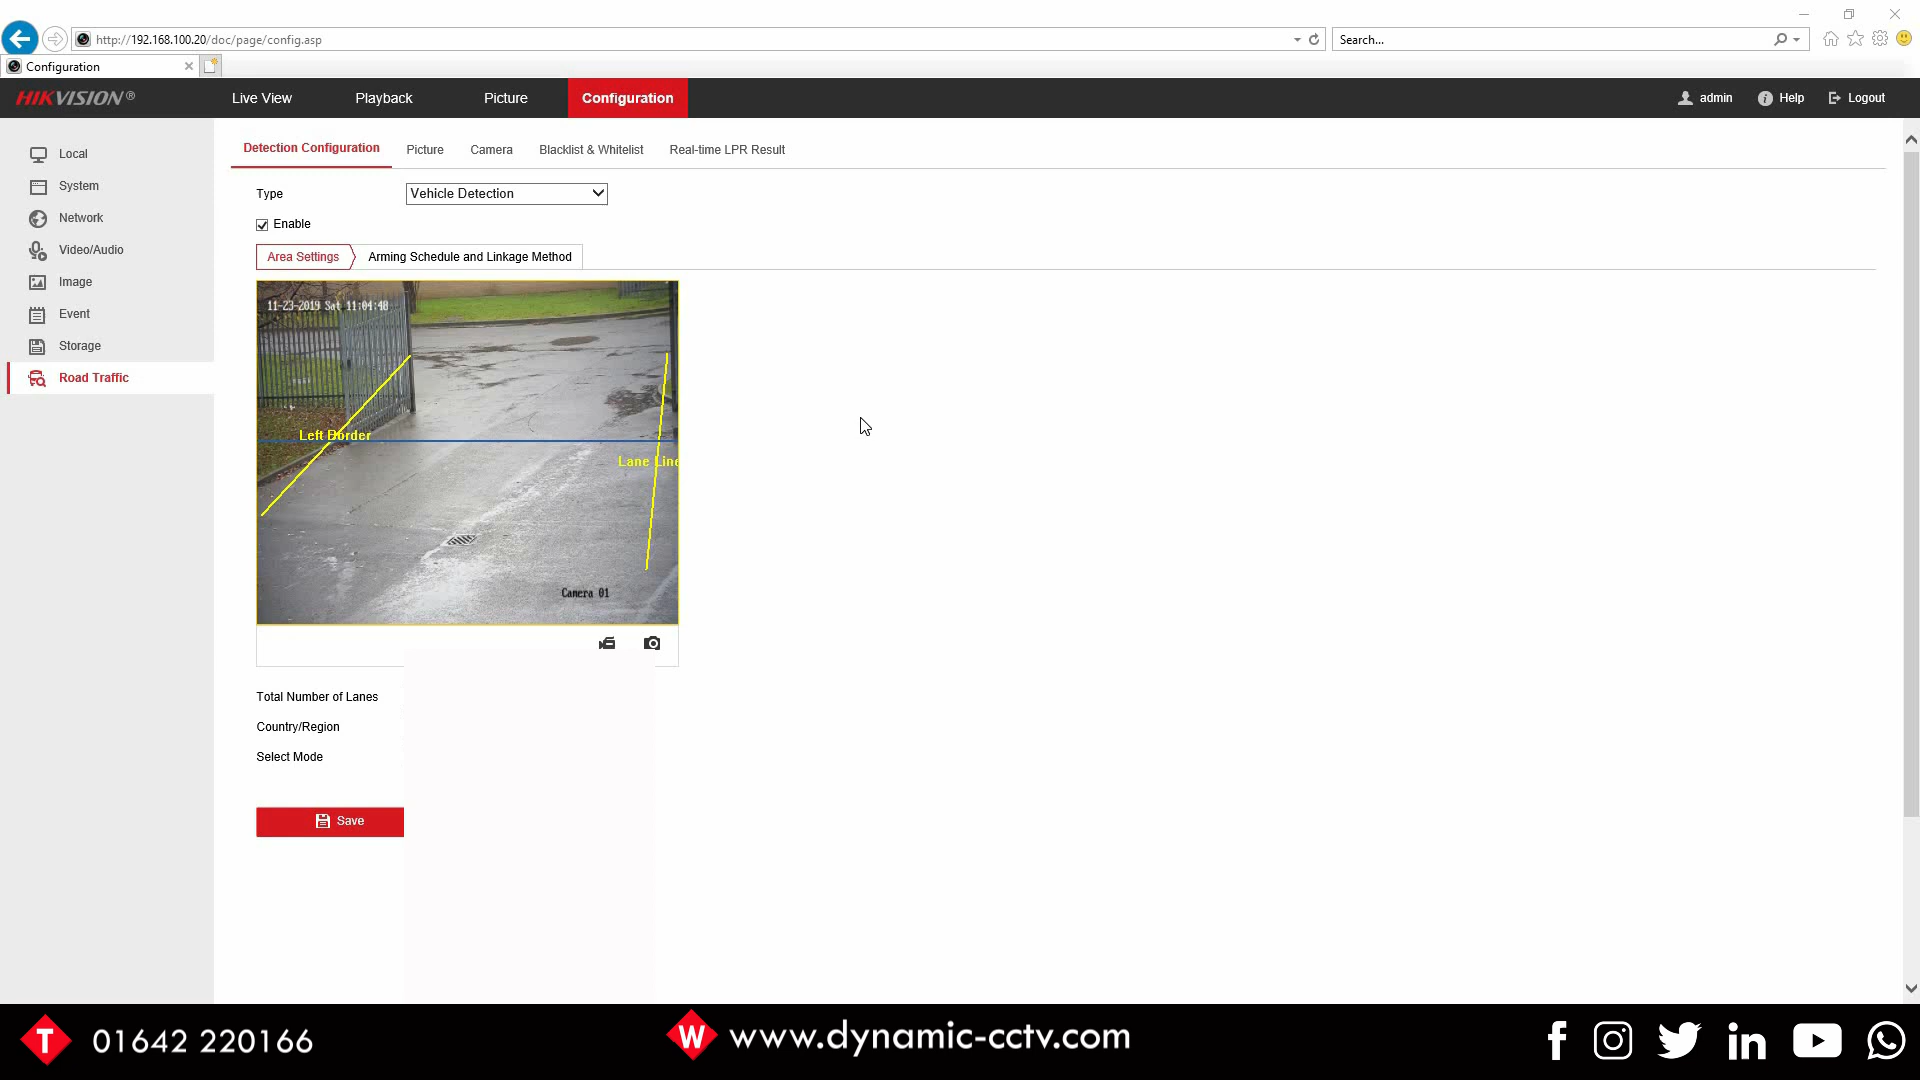 http://192.168.100.20/doc/page/config.asp
Search...
Configuration
HIKVISION®
Live View
Playback
Picture
Configuration
admin
Help
Logout
Local
System
Network
Video/Audio
Image
Event
Storage
Road Traffic
Detection Configuration
Picture
Camera
Blacklist & Whitelist
Real-time LPR Result
Type
Vehicle Detection
Enable
Area Settings
Arming Schedule and Linkage Method
11-23-2019 Sat 11:04:48
Left Border
Lane Line
Camera 01
Total Number of Lanes
Country/Region
Select Mode
Save
T 01642 220166
W www.dynamic-cctv.com